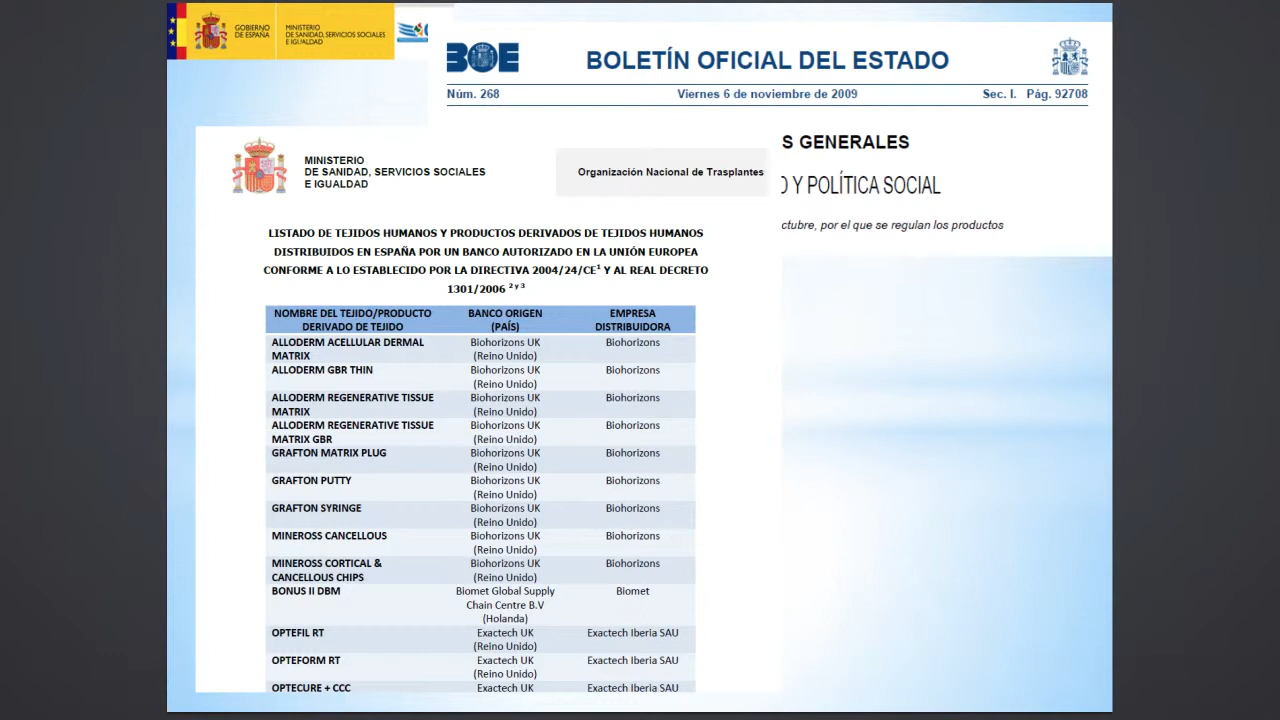 GOBIERNO
DE ESPAÑA
MINISTERIO
DE SANIDAD, SERVICIOS SOCIALES
E IGUALDAD
BOE
BOLETÍN OFICIAL DEL ESTADO
Núm. 268 Viernes 6 de noviembre de 2009 Sec. I. Pág. 92708
S GENERALES
O Y POLÍTICA SOCIAL
ctubre, por el que se regulan los productos
MINISTERIO
DE SANIDAD, SERVICIOS SOCIALES
E IGUALDAD
Organización Nacional de Trasplantes
LISTADO DE TEJIDOS HUMANOS Y PRODUCTOS DERIVADOS DE TEJIDOS HUMANOS
DISTRIBUIDOS EN ESPAÑA POR UN BANCO AUTORIZADO EN LA UNIÓN EUROPEA
CONFORME A LO ESTABLECIDO POR LA DIRECTIVA 2004/24/CE¹ Y AL REAL DECRETO
1301/2006 ² ʸ ³
NOMBRE DEL TEJIDO/PRODUCTO BANCO ORIGEN EMPRESA
DERIVADO DE TEJIDO (PAÍS) DISTRIBUIDORA
ALLODERM ACELLULAR DERMAL Biohorizons UK Biohorizons
MATRIX (Reino Unido)
ALLODERM GBR THIN Biohorizons UK Biohorizons
(Reino Unido)
ALLODERM REGENERATIVE TISSUE Biohorizons UK Biohorizons
MATRIX (Reino Unido)
ALLODERM REGENERATIVE TISSUE Biohorizons UK Biohorizons
MATRIX GBR (Reino Unido)
GRAFTON MATRIX PLUG Biohorizons UK Biohorizons
(Reino Unido)
GRAFTON PUTTY Biohorizons UK Biohorizons
(Reino Unido)
GRAFTON SYRINGE Biohorizons UK Biohorizons
(Reino Unido)
MINEROSS CANCELLOUS Biohorizons UK Biohorizons
(Reino Unido)
MINEROSS CORTICAL & Biohorizons UK Biohorizons
CANCELLOUS CHIPS (Reino Unido)
BONUS II DBM Biomet Global Supply Biomet
Chain Centre B.V
(Holanda)
OPTEFIL RT Exactech UK Exactech Iberia SAU
(Reino Unido)
OPTEFORM RT Exactech UK Exactech Iberia SAU
(Reino Unido)
OPTECURE + CCC Exactech UK Exactech Iberia SAU